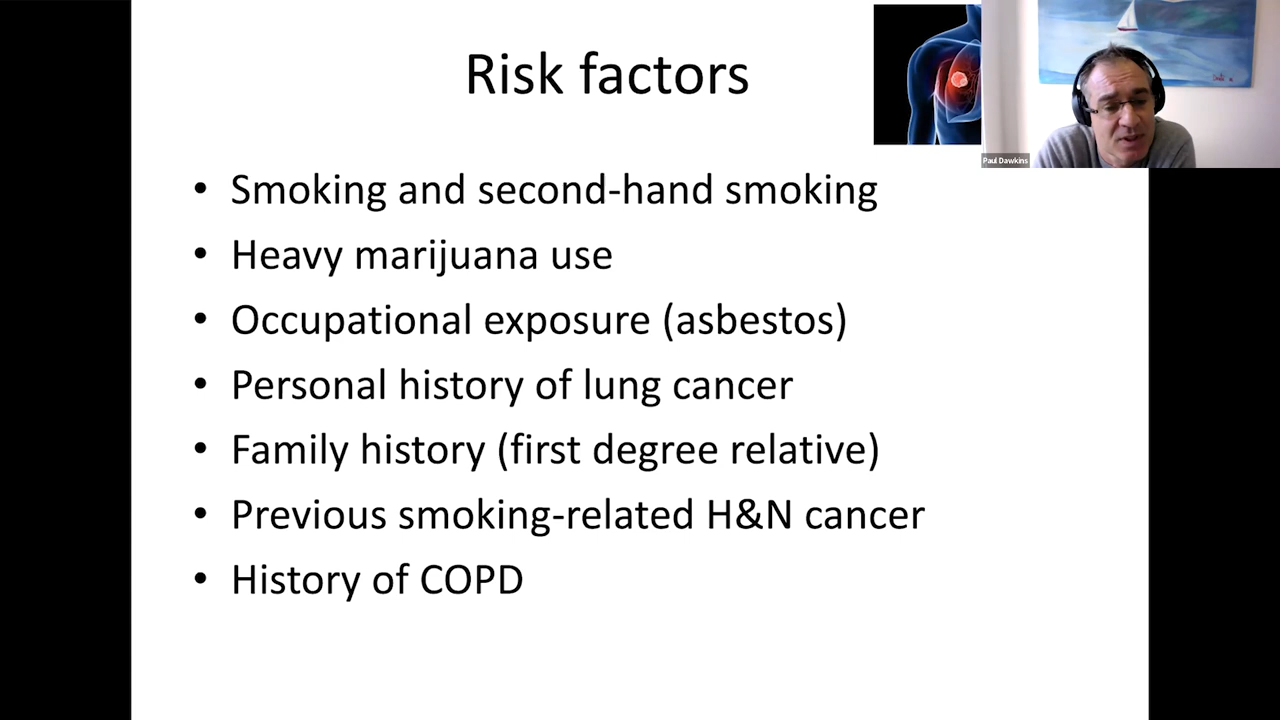 Risk factors
Paul Dawkins
• Smoking and second-hand smoking
• Heavy marijuana use
• Occupational exposure (asbestos)
• Personal history of lung cancer
• Family history (first degree relative)
• Previous smoking-related H&N cancer
• History of COPD